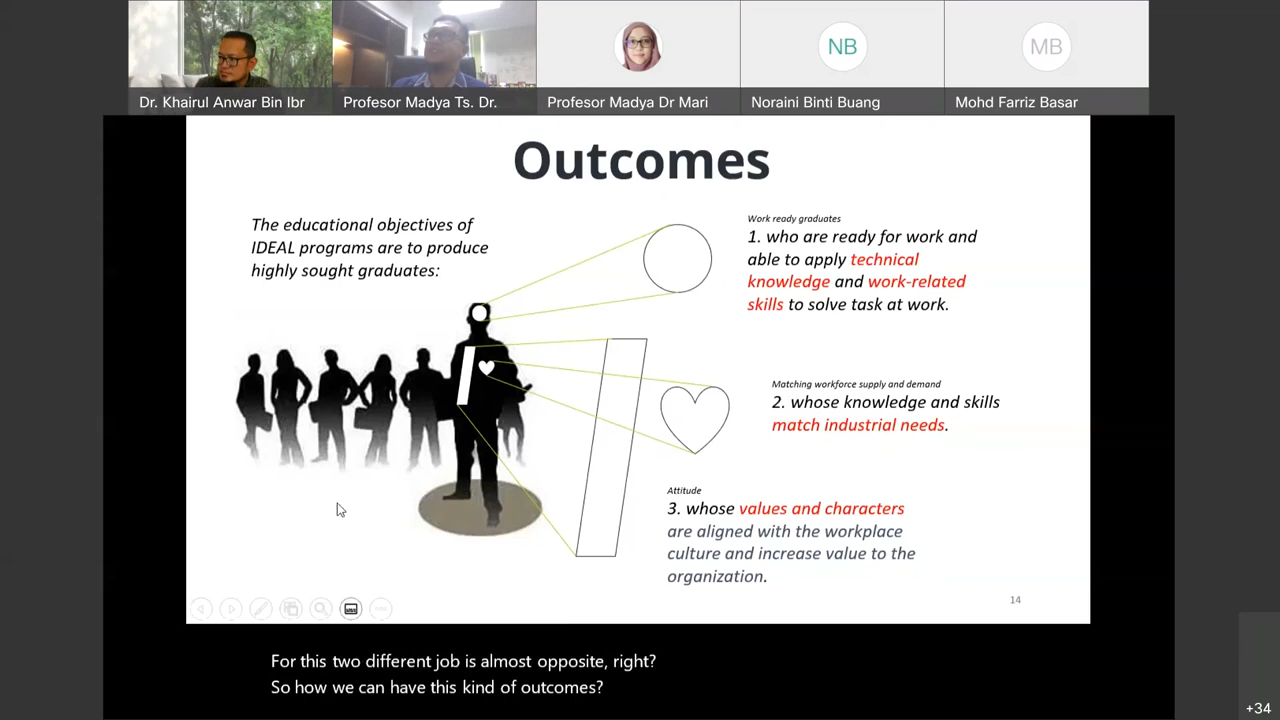 Dr. Khairul Anwar Bin Ibr
Profesor Madya Ts. Dr.
Profesor Madya Dr Mari
NB
Noraini Binti Buang
MB
Mohd Farriz Basar
Outcomes
The educational objectives of
IDEAL programs are to produce
highly sought graduates:
Work ready graduates
1. who are ready for work and
able to apply technical
knowledge and work-related
skills to solve task at work.
Matching workforce supply and demand
2. whose knowledge and skills
match industrial needs.
Attitude
3. whose values and characters
are aligned with the workplace
culture and increase value to the
organization.
14
For this two different job is almost opposite, right?
So how we can have this kind of outcomes?
+34